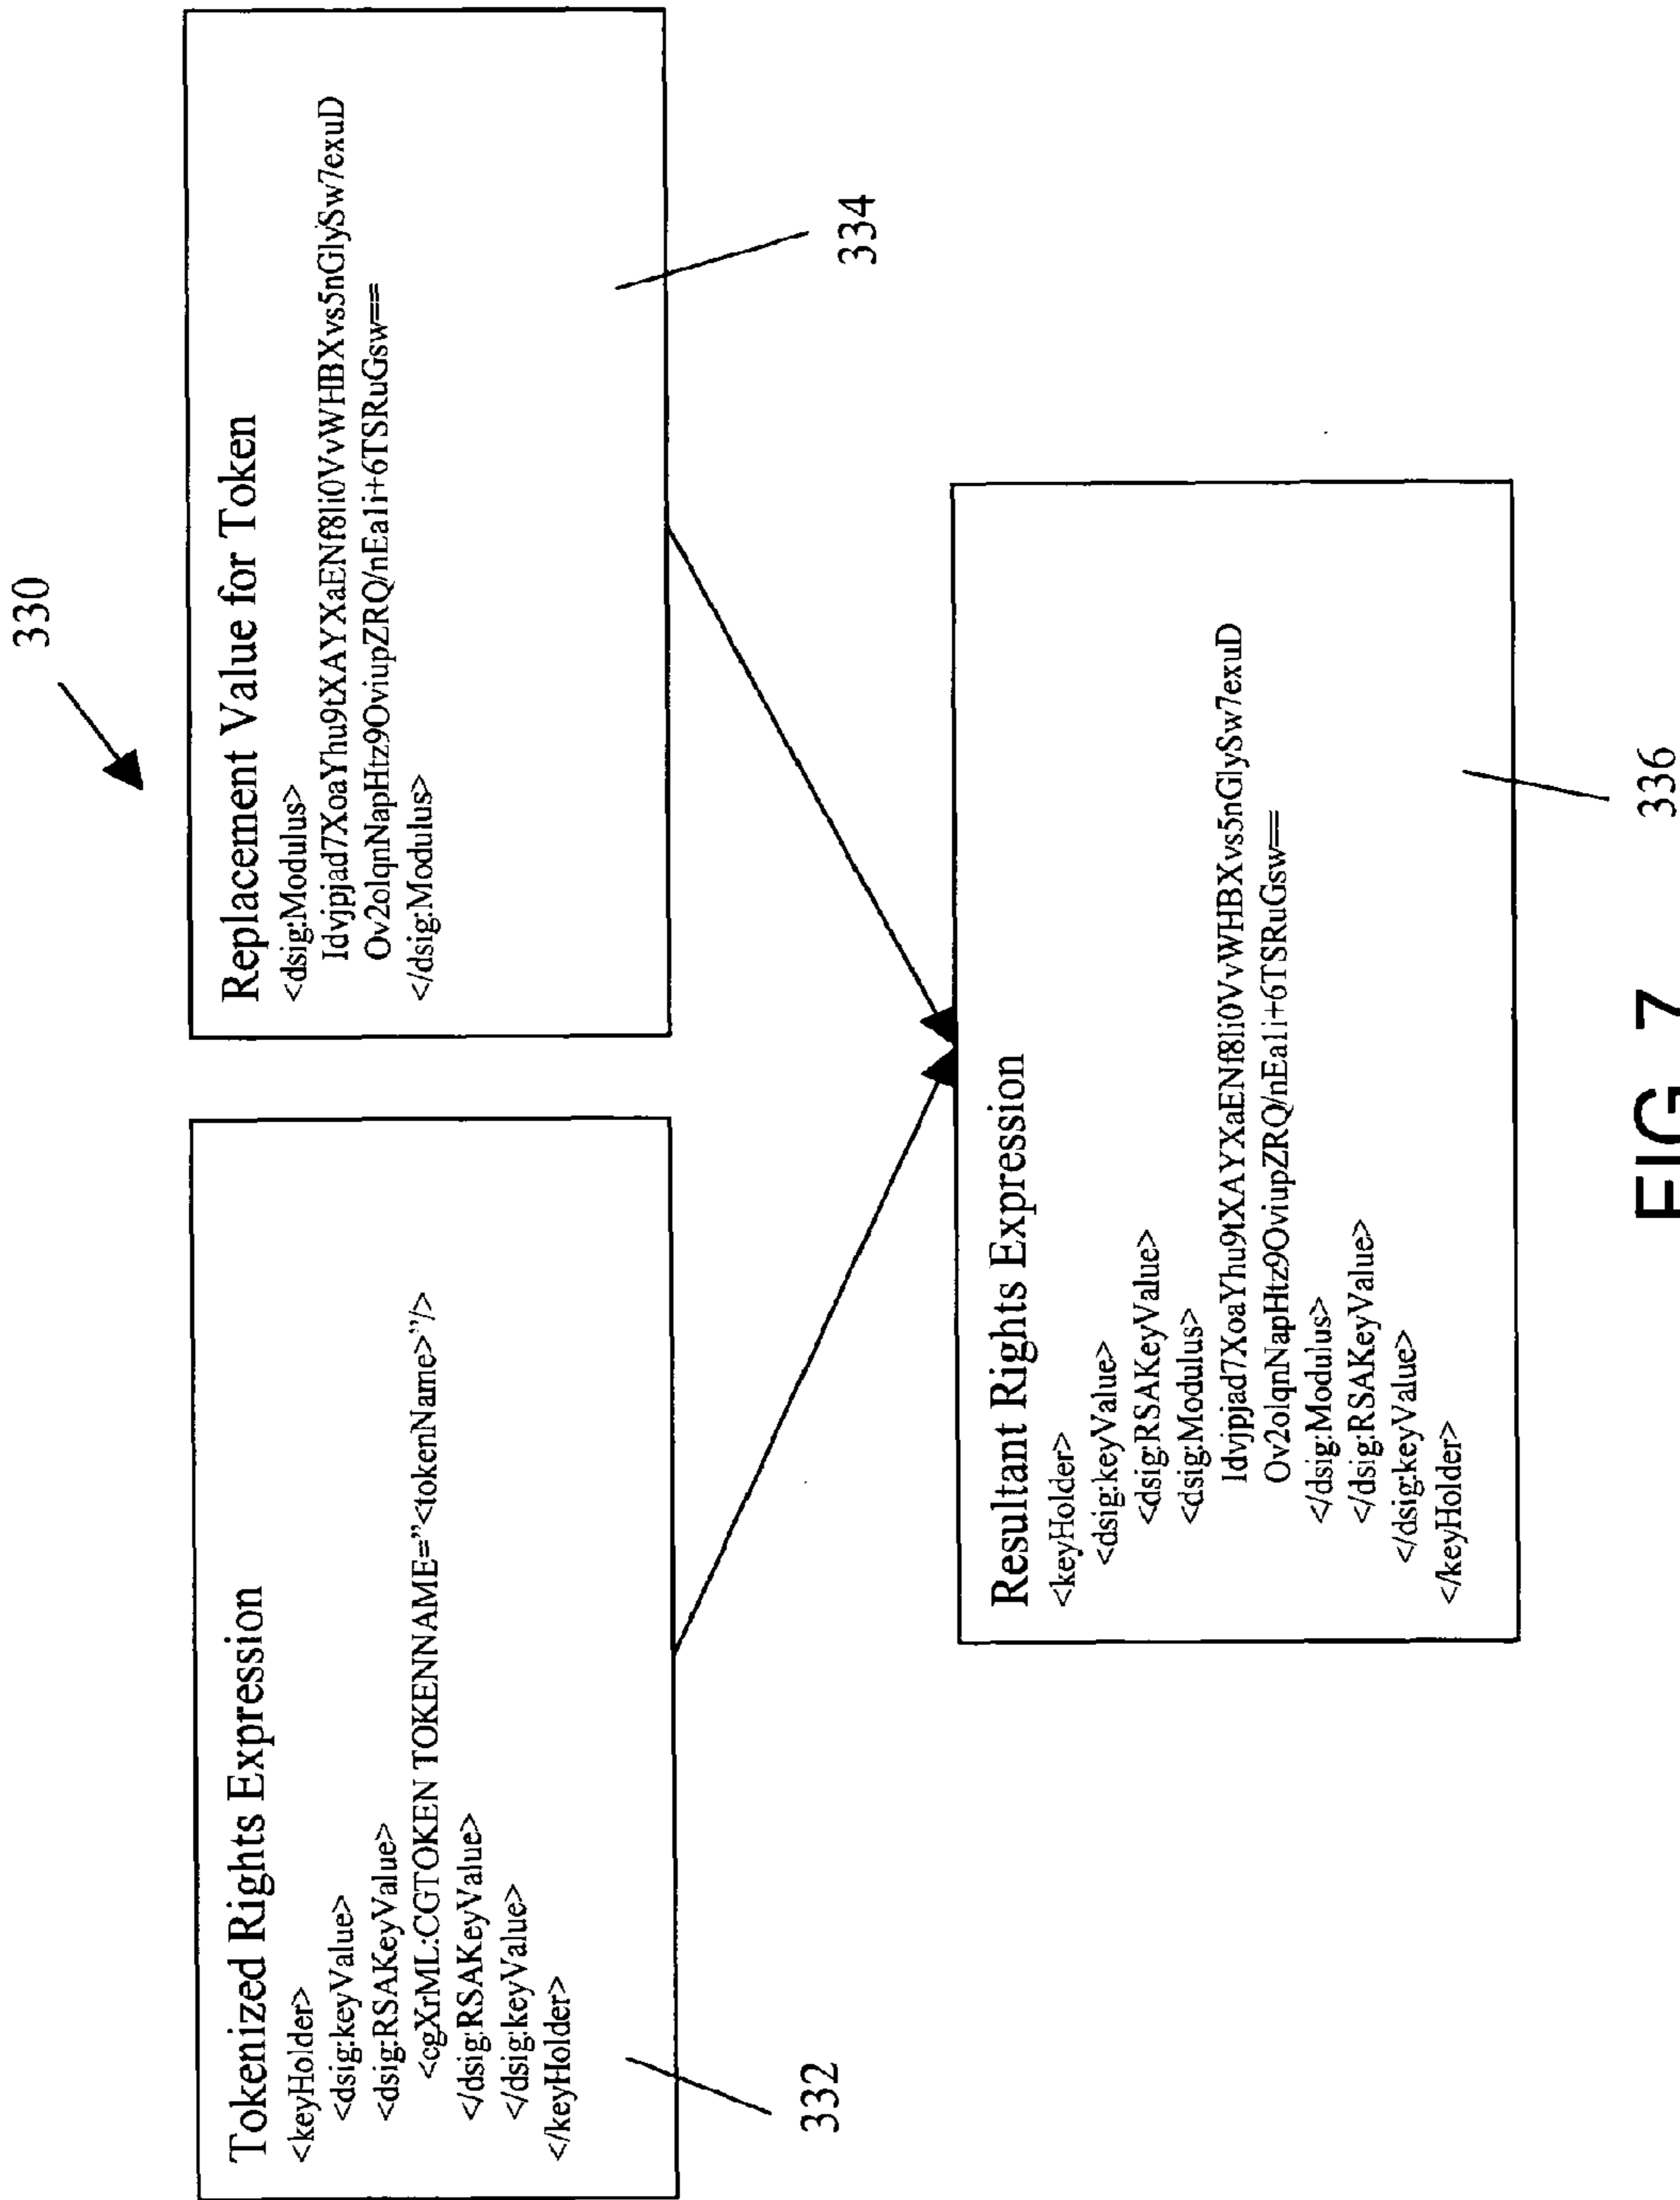 330
Tokenized Rights Expression
<keyHolder>
<dsig:keyValue>
<dsig:RSAKeyValue>
<cgXrML:CGTOKEN TOKENNAME="<tokenName>"/>
</dsig:RSAKeyValue>
</dsig:keyValue>
</keyHolder>
332
Replacement Value for Token
<dsig:Modulus>
Idvjpjad7XoaYhu9tXAYXaENf8li0VvWHBXvs5nGlySw7exuD
Ov2olqnNapHtz9OviupZRQ/nEa1i+6TSRuGsw==
</dsig:Modulus>
334
Resultant Rights Expression
<keyHolder>
<dsig:keyValue>
<dsig:RSAKeyValue>
<dsig:Modulus>
Idvjpjad7XoaYhu9tXAYXaENf8li0VvWHBXvs5nGlySw7exuD
Ov2olqnNapHtz9OviupZRQ/nEa1i+6TSRuGsw==
</dsig:Modulus>
</dsig:RSAKeyValue>
</dsig:keyValue>
</keyHolder>
336
FIG. 7